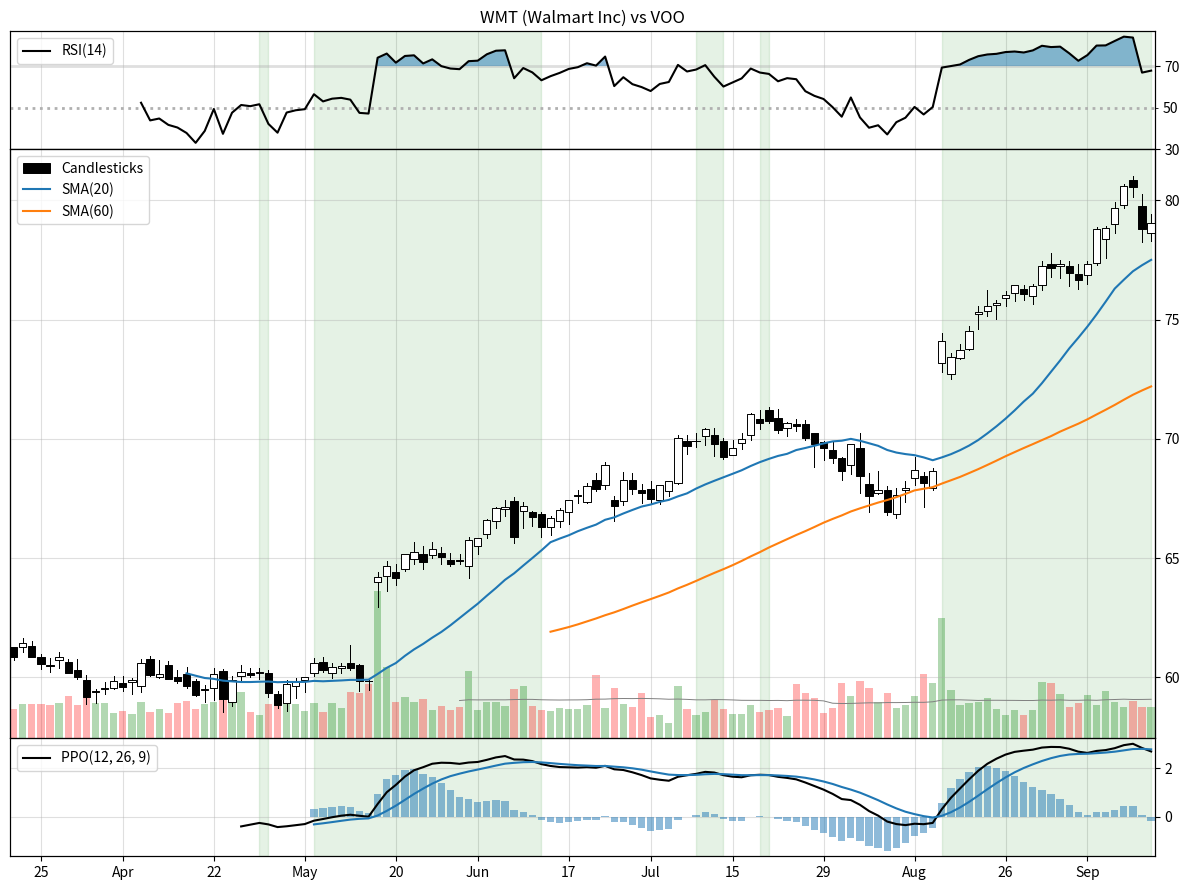 WMT (Walmart Inc) vs VOO
RSI(14)
70
50
30
Candlesticks
SMA(20)
SMA(60)
80
75
70
65
60
PPO(12, 26, 9)
2
0
25 Apr 22 May 20 Jun 17 Jul 15 29 Aug 26 Sep